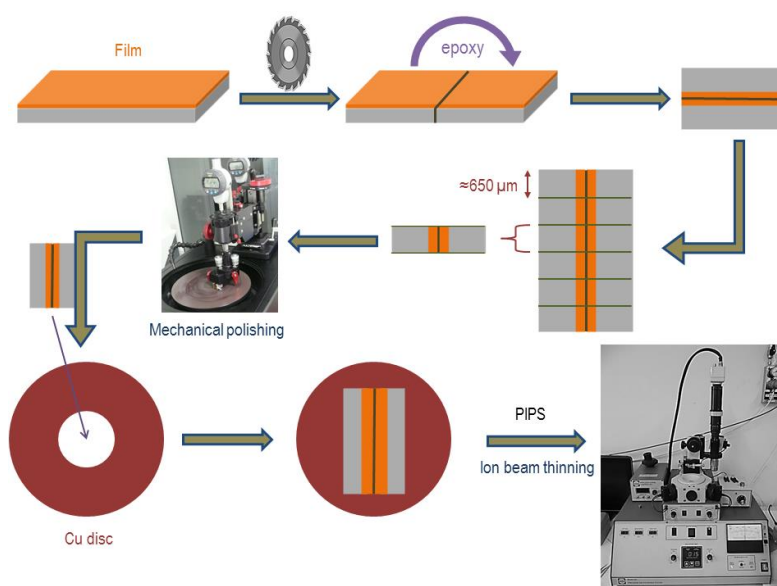 Film
epoxy
≈650 μm
Mechanical polishing
PIPS
Ion beam thinning
Cu disc